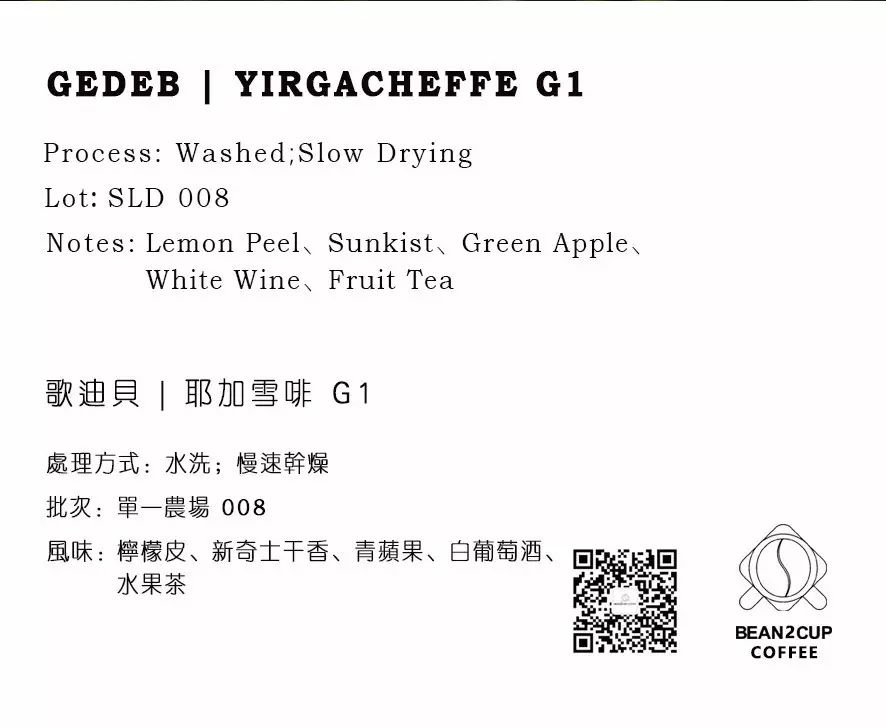 GEDEB | YIRGACHEFFE G1
Process: Washed;Slow Drying
Lot: SLD 008
Notes: Lemon Peel、Sunkist、Green Apple、
White Wine、Fruit Tea
歌迪貝 | 耶加雪啡 G1
處理方式：水洗；慢速幹燥
批次：單一農場 008
風味：檸檬皮、新奇士干香、青蘋果、白葡萄酒、
水果茶
BEAN2CUP
COFFEE